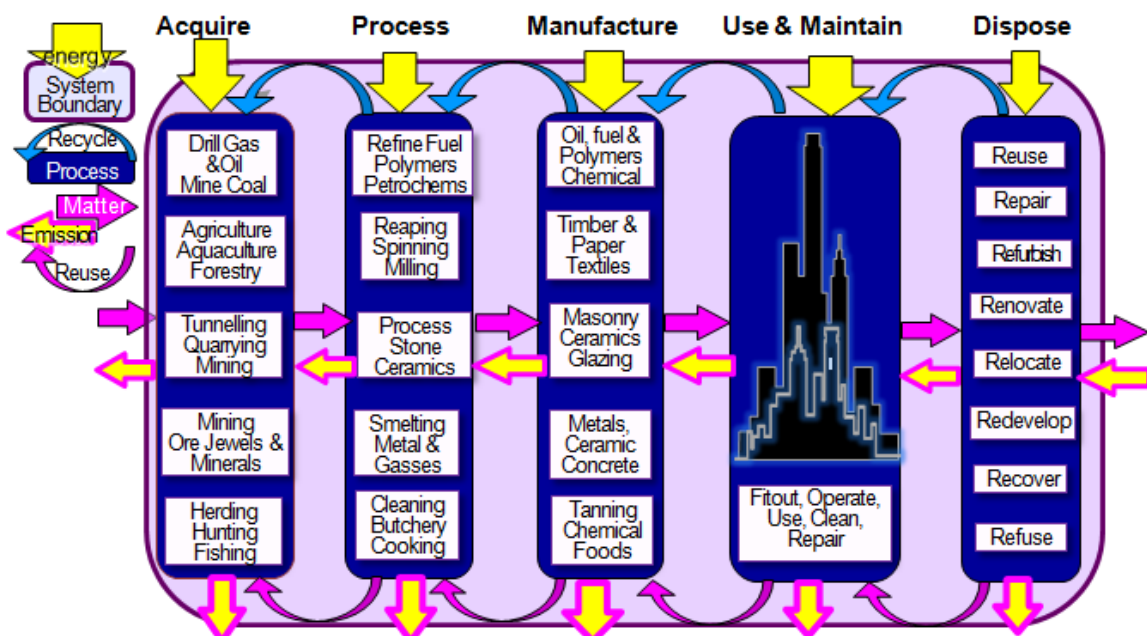 Acquire
Process
Manufacture
Use & Maintain
Dispose
energy
System
Boundary
Recycle
Process
Matter
Emission
Reuse
Drill Gas
&Oil
Mine Coal
Agriculture
Aquaculture
Forestry
Tunnelling
Quarrying
Mining
Mining
Ore Jewels &
Minerals
Herding
Hunting
Fishing
Refine Fuel
Polymers
Petrochems
Reaping
Spinning
Milling
Process
Stone
Ceramics
Smelting
Metal &
Gasses
Cleaning
Butchery
Cooking
Oil, fuel &
Polymers
Chemical
Timber &
Paper
Textiles
Masonry
Ceramics
Glazing
Metals,
Ceramic
Concrete
Tanning
Chemical
Foods
Fitout, Operate,
Use, Clean,
Repair
Reuse
Repair
Refurbish
Renovate
Relocate
Redevelop
Recover
Refuse